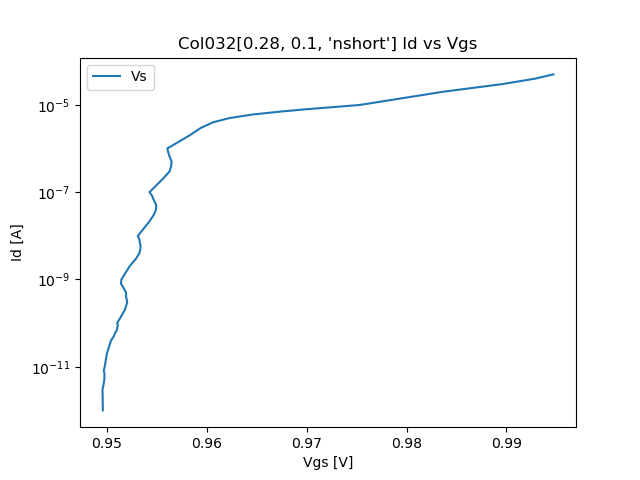 Col032[0.28, 0.1, 'nshort'] Id vs Vgs
Vs
10⁻⁵
10⁻⁷
10⁻⁹
10⁻¹¹
Id [A]
0.95 0.96 0.97 0.98 0.99
Vgs [V]